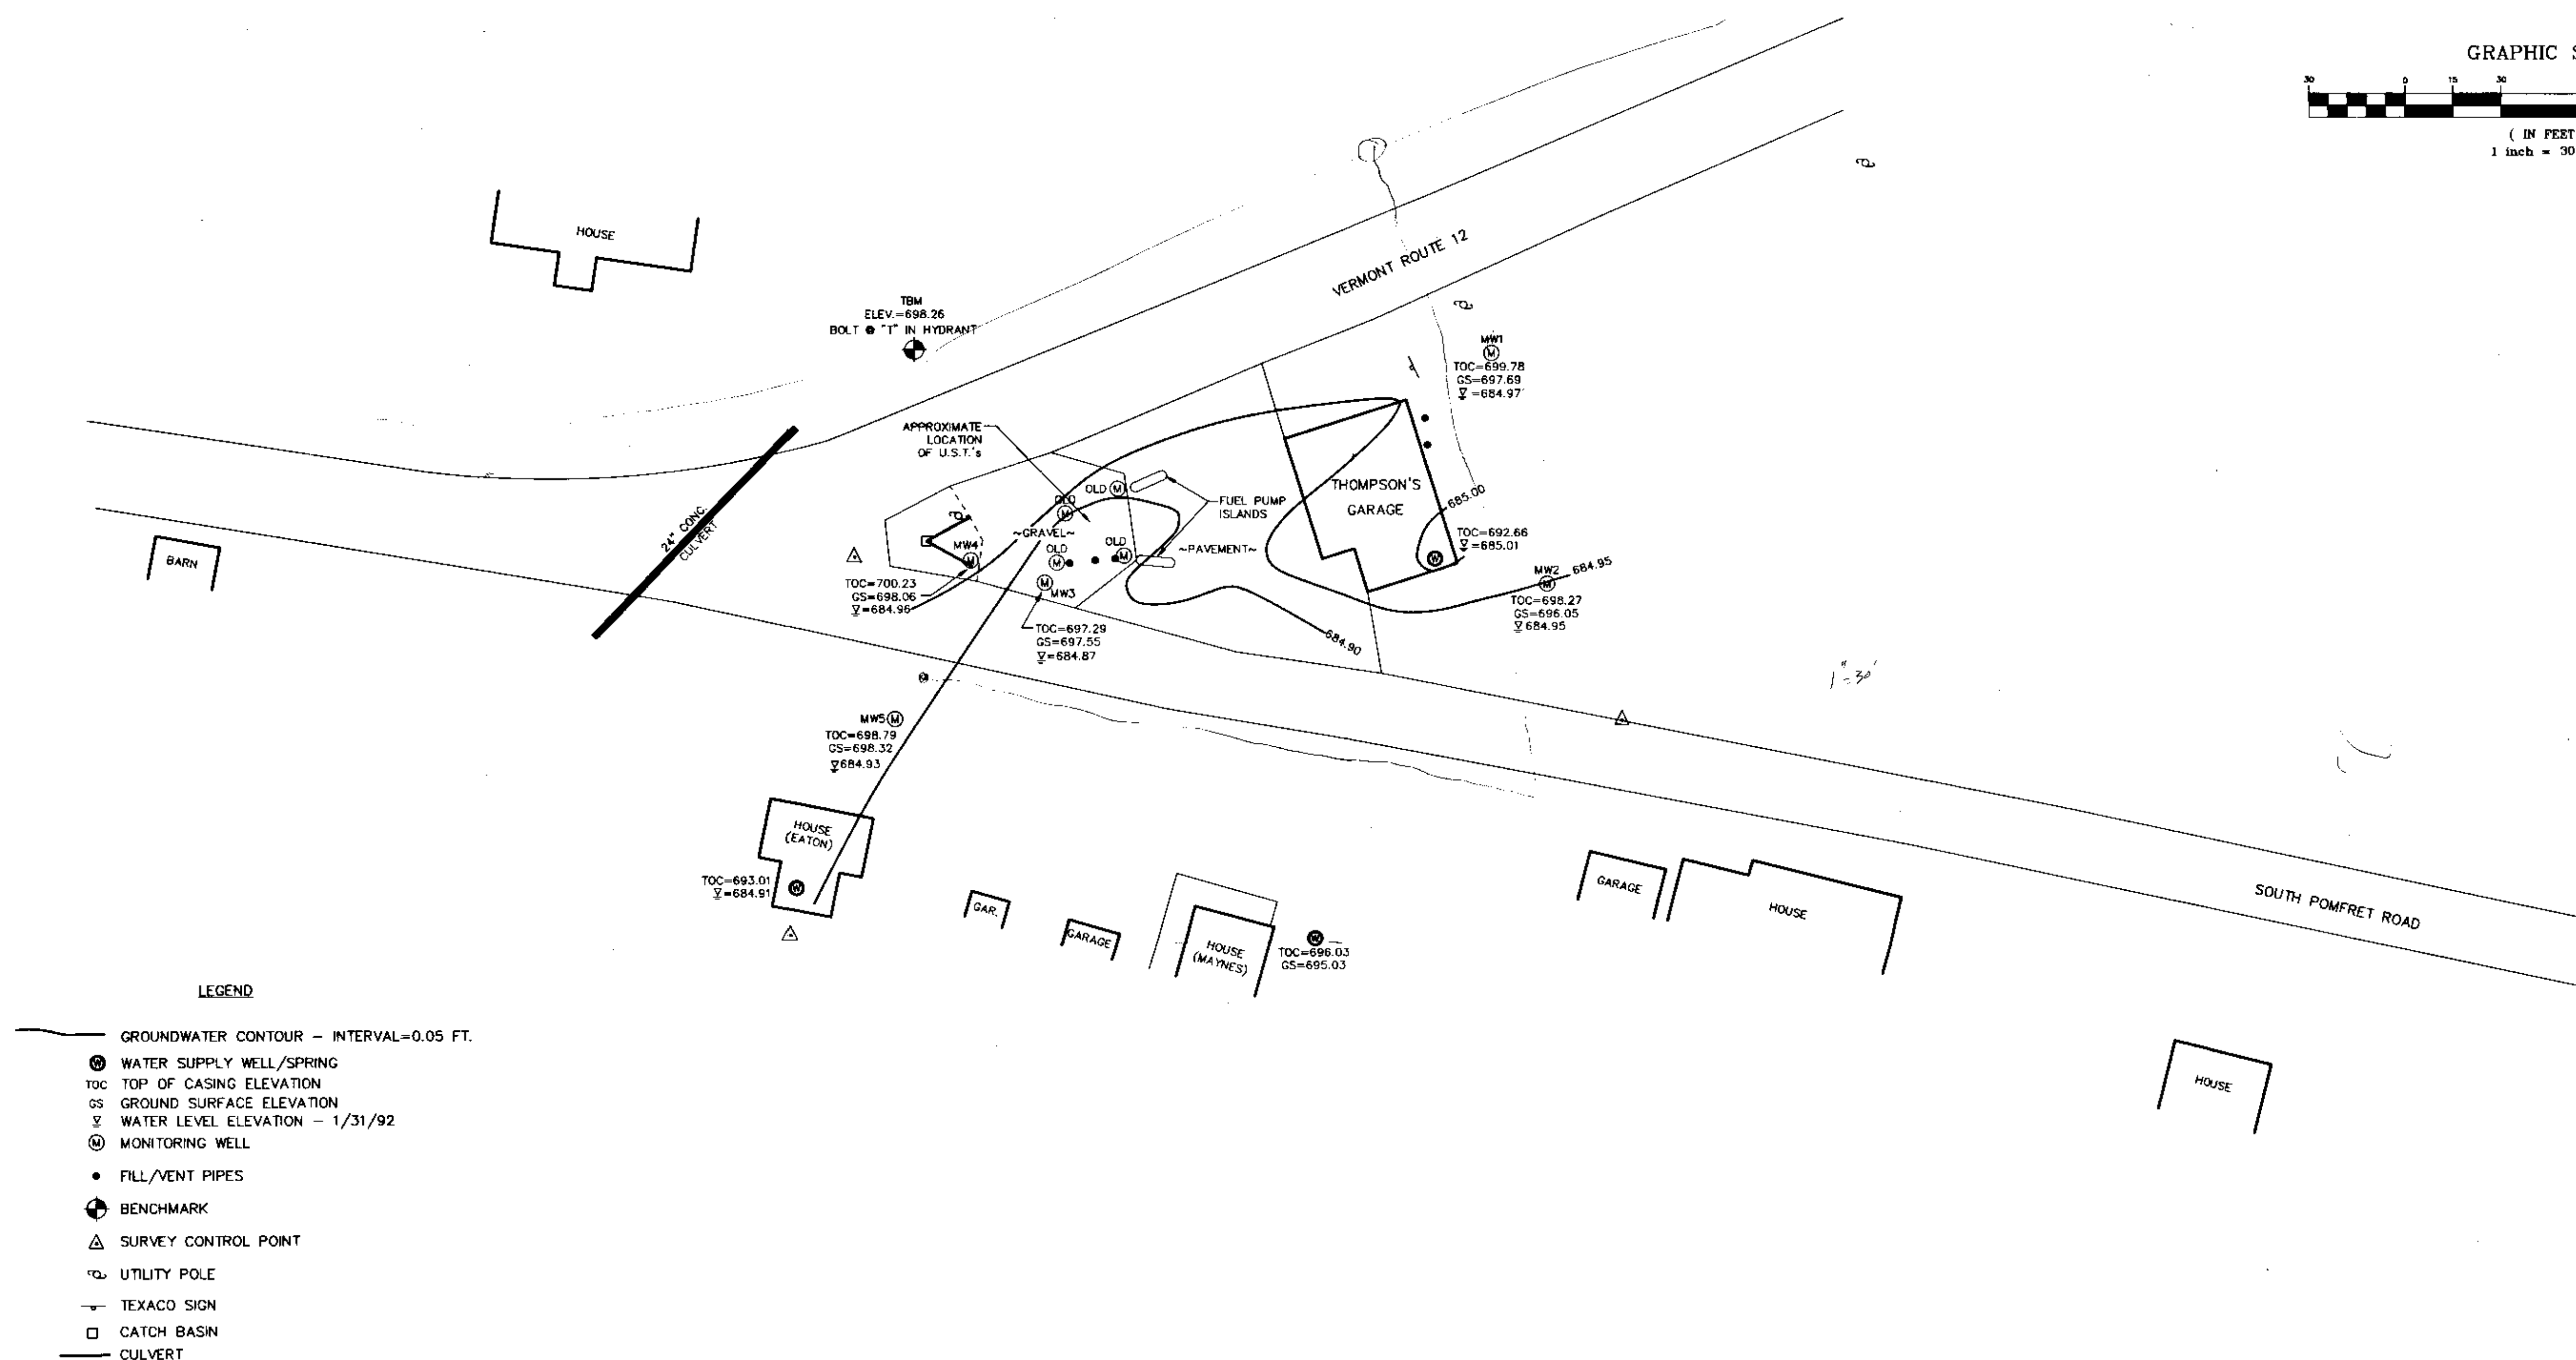 GRAPHIC S
30 0 15 30
( IN FEET
1 inch = 30
HOUSE
VERMONT ROUTE 12
TBM
ELEV.=698.26
BOLT @ "T" IN HYDRANT
MW1
M
TOC=699.78
GS=697.69
=684.97'
APPROXIMATE
LOCATION
OF U.S.T.'s
OLD M
OLD
M
FUEL PUMP
ISLANDS
THOMPSON'S
GARAGE
685.00
24" CONC.
CULVERT
~GRAVEL~
MW4
M
OLD
M
OLD
M
~PAVEMENT~
TOC=692.66
=685.01
W
BARN
MW2
M
684.95
TOC=700.23
GS=698.06
=684.96
M
MW3
TOC=698.27
GS=696.05
684.95
TOC=697.29
GS=697.55
=684.87
684.90
1"=30'
MW5 M
TOC=698.79
GS=698.32
684.93
HOUSE
(EATON)
TOC=693.01
=684.91
W
GAR.
GARAGE
HOUSE
(MAYNES)
W
TOC=696.03
GS=695.03
GARAGE
HOUSE
SOUTH POMFRET ROAD
HOUSE
LEGEND
GROUNDWATER CONTOUR - INTERVAL=0.05 FT.
W WATER SUPPLY WELL/SPRING
TOC TOP OF CASING ELEVATION
GS GROUND SURFACE ELEVATION
WATER LEVEL ELEVATION - 1/31/92
M MONITORING WELL
FILL/VENT PIPES
BENCHMARK
SURVEY CONTROL POINT
UTILITY POLE
TEXACO SIGN
CATCH BASIN
CULVERT